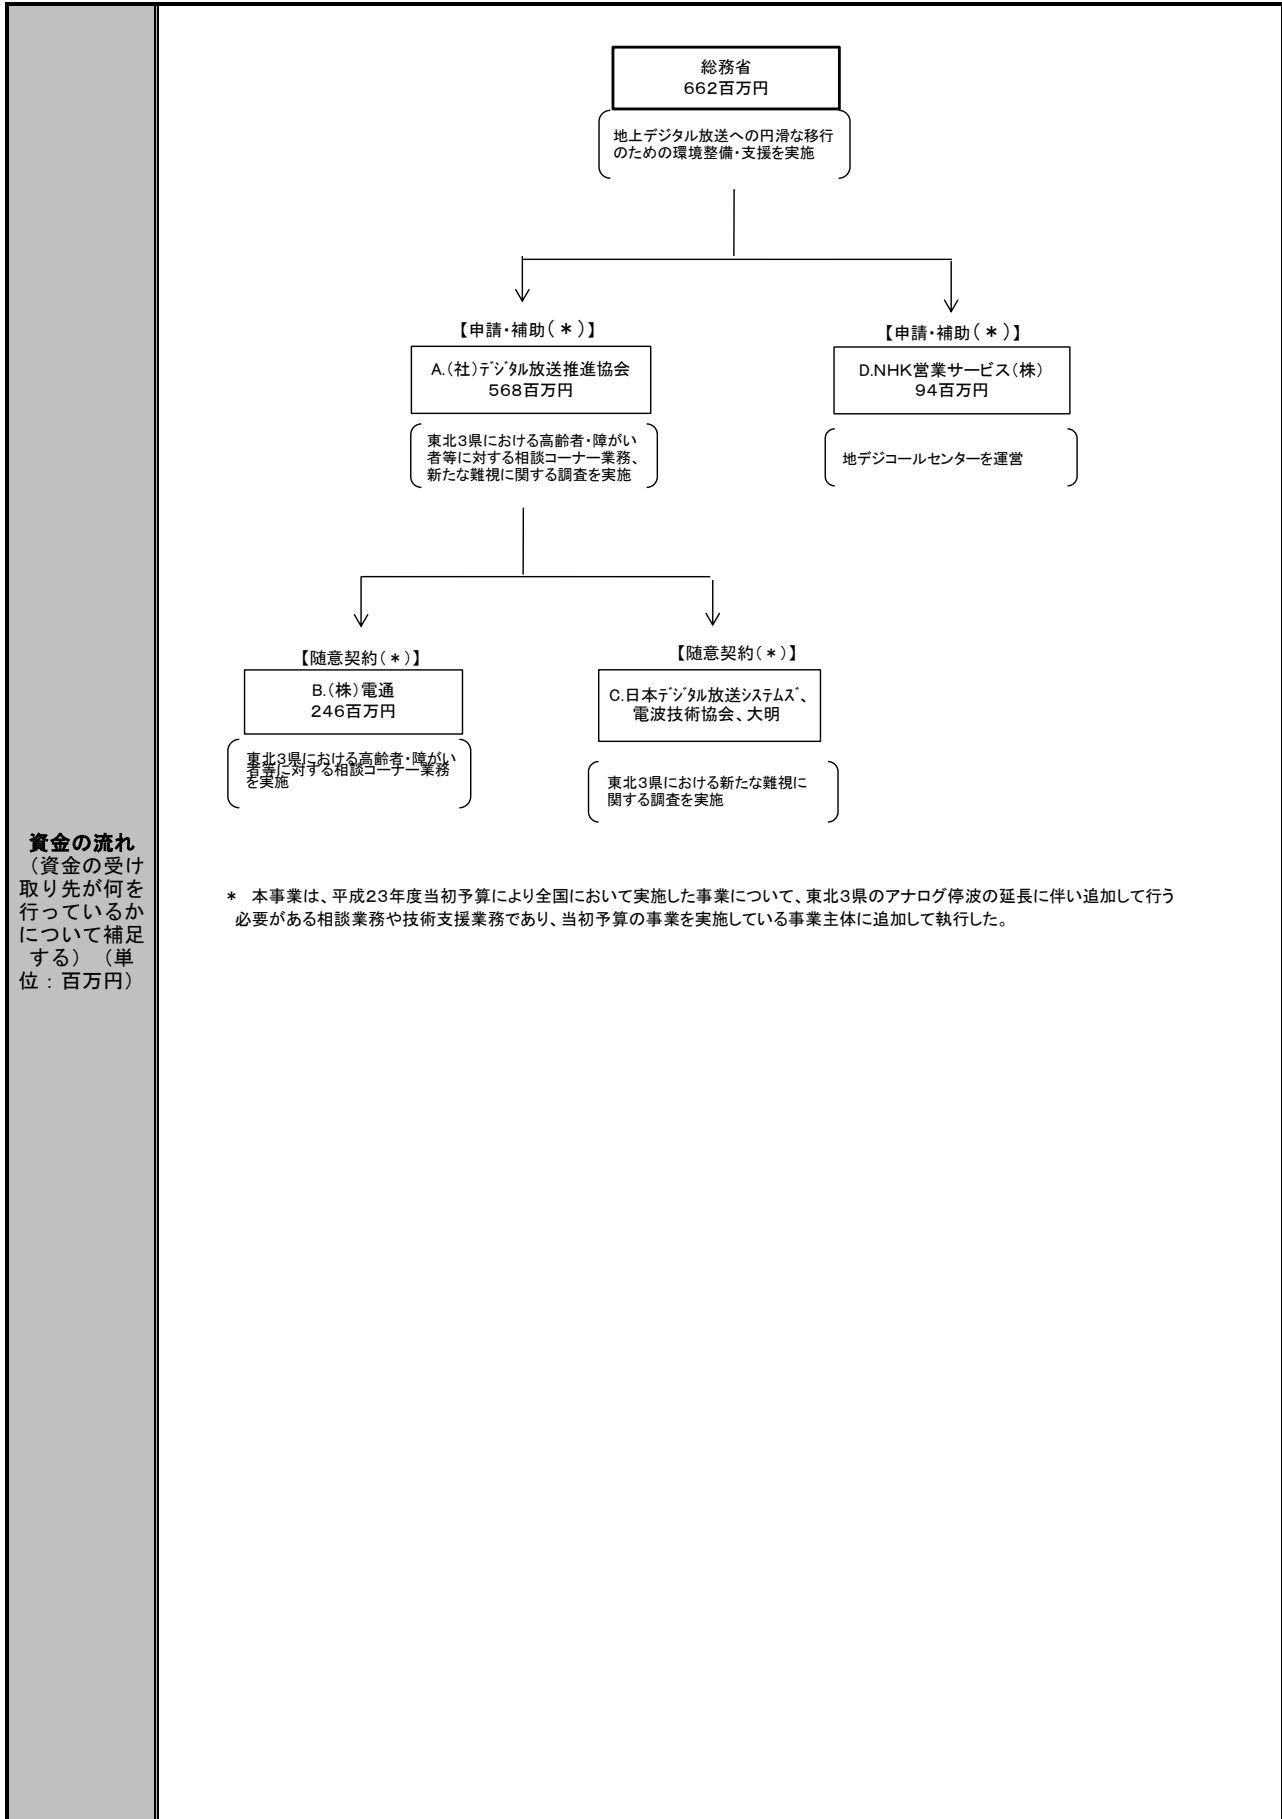 総務省
662百万円
地上デジタル放送への円滑な移行
のための環境整備・支援を実施
【申請・補助(*)】
A.(社)ﾃﾞｼﾞﾀﾙ放送推進協会
568百万円
東北3県における高齢者・障がい
者等に対する相談コーナー業務、
新たな難視に関する調査を実施
【申請・補助(*)】
D.NHK営業サービス(株)
94百万円
地デジコールセンターを運営
【随意契約(*)】
B.(株)電通
246百万円
東北3県における高齢者・障がい
者等に対する相談コーナー業務
を実施
【随意契約(*)】
C.日本ﾃﾞｼﾞﾀﾙ放送ｼｽﾃﾑｽﾞ、
電波技術協会、大明
東北3県における新たな難視に
関する調査を実施
資金の流れ
(資金の受け
取り先が何を
行っているか
について補足
する) (単
位:百万円)
* 本事業は、平成23年度当初予算により全国において実施した事業について、東北3県のアナログ停波の延長に伴い追加して行う
必要がある相談業務や技術支援業務であり、当初予算の事業を実施している事業主体に追加して執行した。